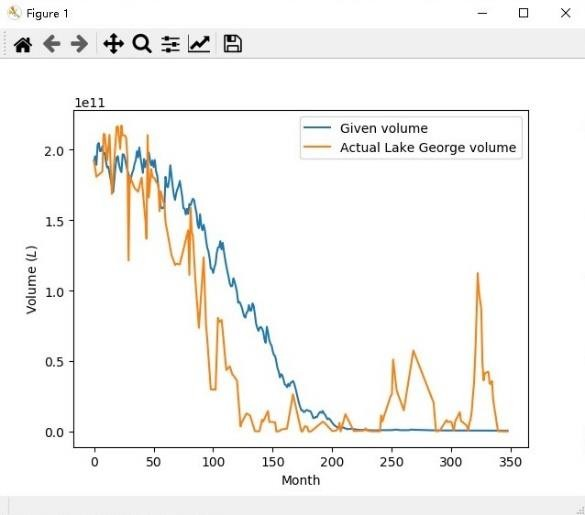 Figure 1
1e11
Given volume
Actual Lake George volume
2.0
1.5
1.0
0.5
0.0
Volume (L)
0 50 100 150 200 250 300 350
Month